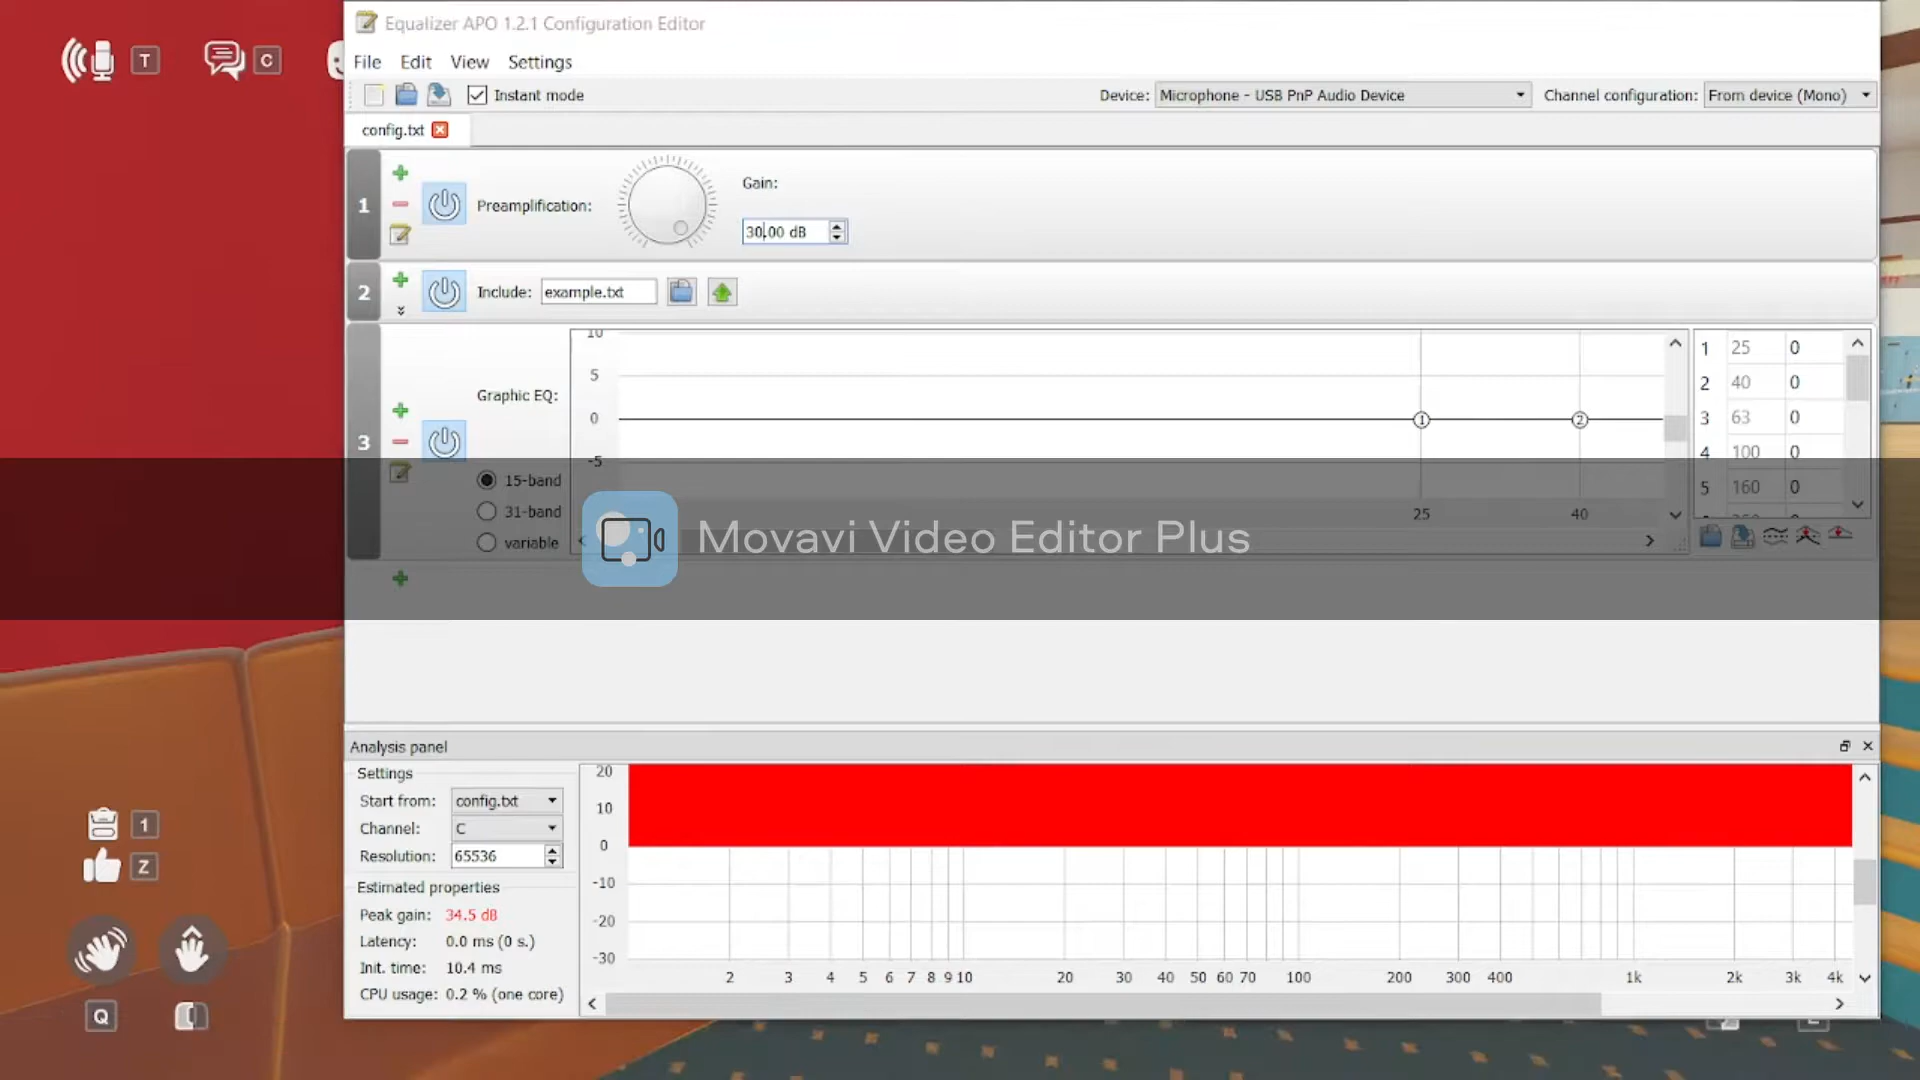 Equalizer APO 1.2.1 Configuration Editor
T
C
File Edit View Settings
Instant mode
Device: Microphone - USB PnP Audio Device
Channel configuration: From device (Mono)
config.txt
1
Preamplification:
Gain:
30.00 dB
2
Include: example.txt
3
Graphic EQ:
15-band
31-band
variable
10
5
0
-5
1
2
25 40
1 25 0
2 40 0
3 63 0
4 100 0
5 160 0
Movavi Video Editor Plus
Analysis panel
Settings
Start from: config.txt
Channel: C
Resolution: 65536
Estimated properties
Peak gain: 34.5 dB
Latency: 0.0 ms (0 s.)
Init. time: 10.4 ms
CPU usage: 0.2 % (one core)
20
10
0
-10
-20
-30
2 3 4 5 6 7 8 9 10 20 30 40 50 60 70 100 200 300 400 1k 2k 3k 4k
1
Z
Q